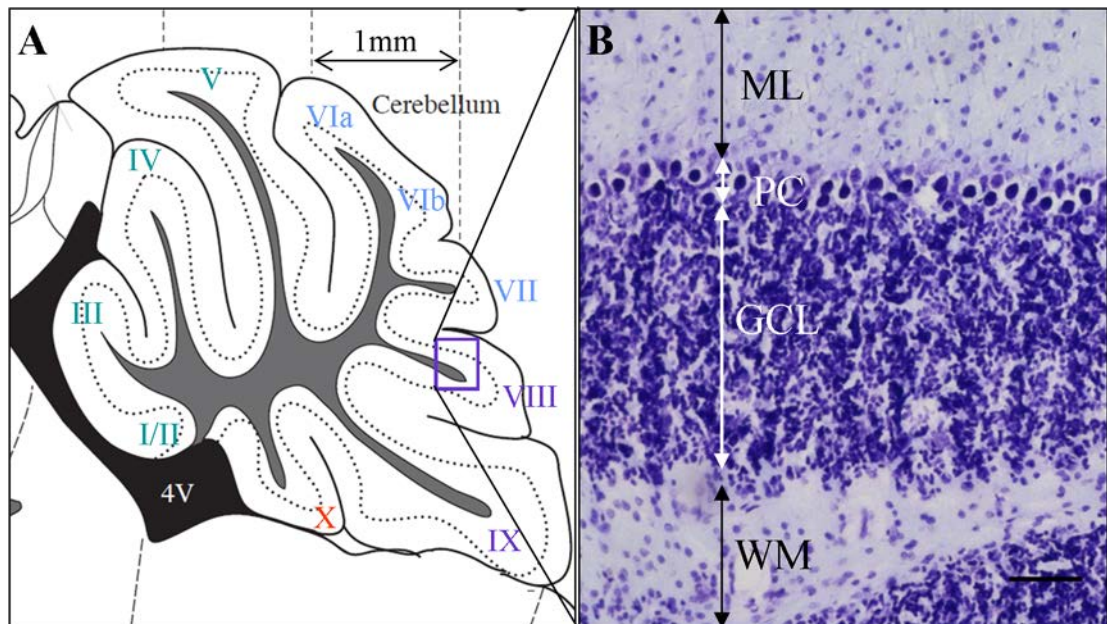 A
1mm
Cerebellum
V
VIa
IV
VIb
III
VII
VIII
I/II
4V
X
IX
B
ML
PC
GCL
WM